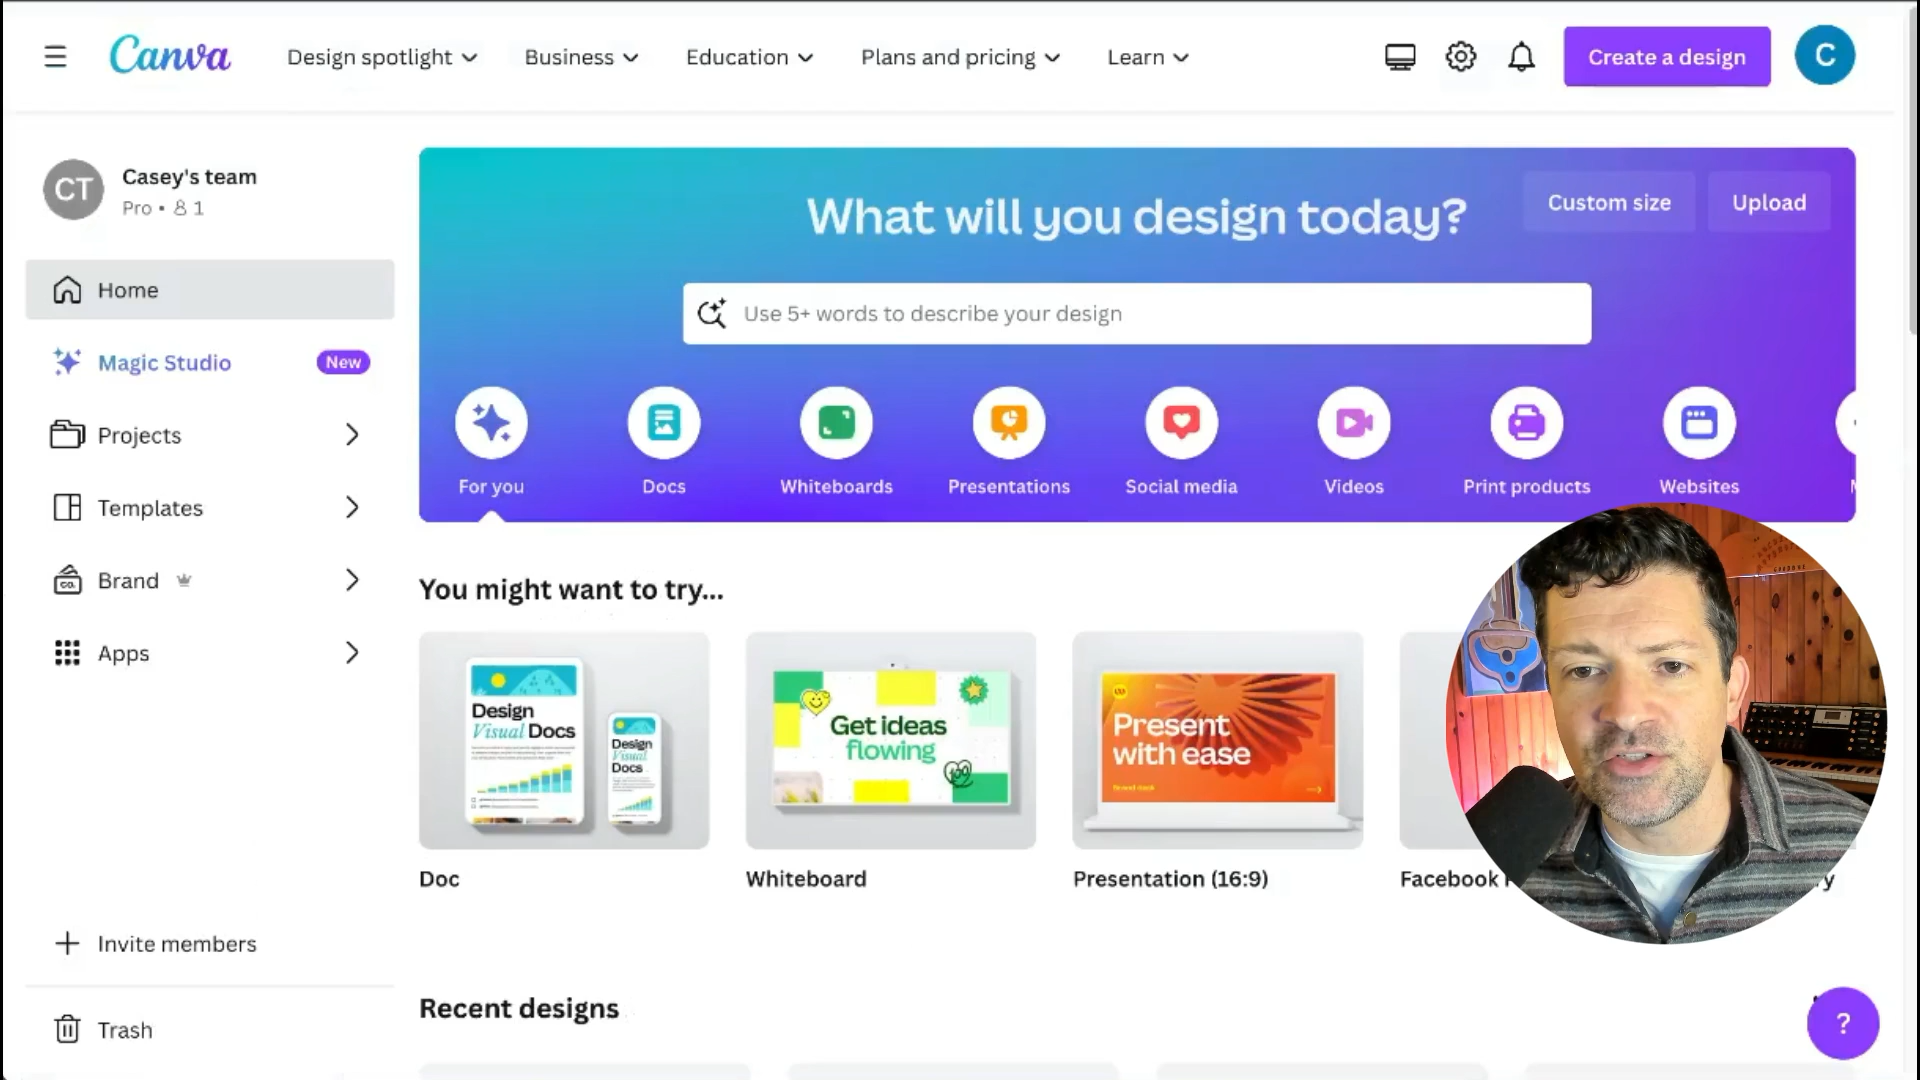 Canva
Design spotlight
Business
Education
Plans and pricing
Learn
Create a design
C
CT
Casey's team
Pro • 1
Home
Magic Studio
New
Projects
Templates
Brand
Apps
Invite members
Trash
What will you design today?
Custom size
Upload
Use 5+ words to describe your design
For you
Docs
Whiteboards
Presentations
Social media
Videos
Print products
Websites
You might want to try...
Design
Visual Docs
Design
Visual
Docs
Get ideas
flowing
100
Present
with ease
Doc
Whiteboard
Presentation (16:9)
Facebook
Recent designs
?